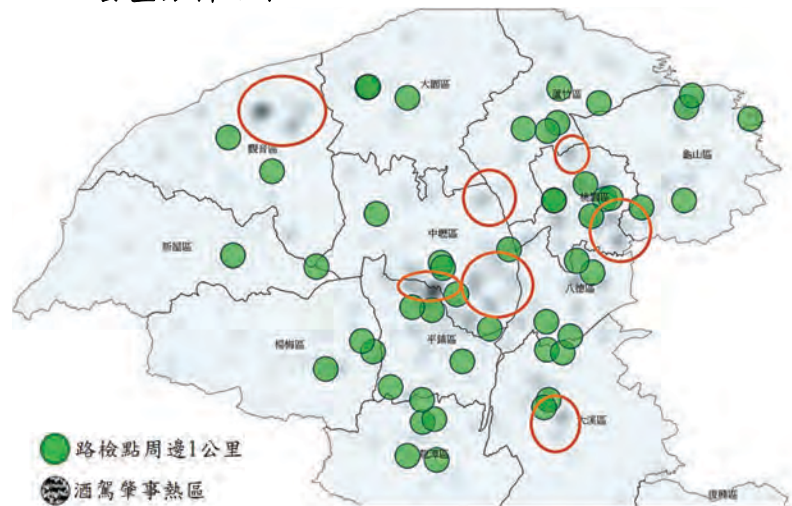 大園區
蘆竹區
龜山區
觀音區
桃園區
中壢區
新屋區
八德區
楊梅區
平鎮區
大溪區
龍潭區
復興區
路檢點周邊1公里
酒駕肇事熱區